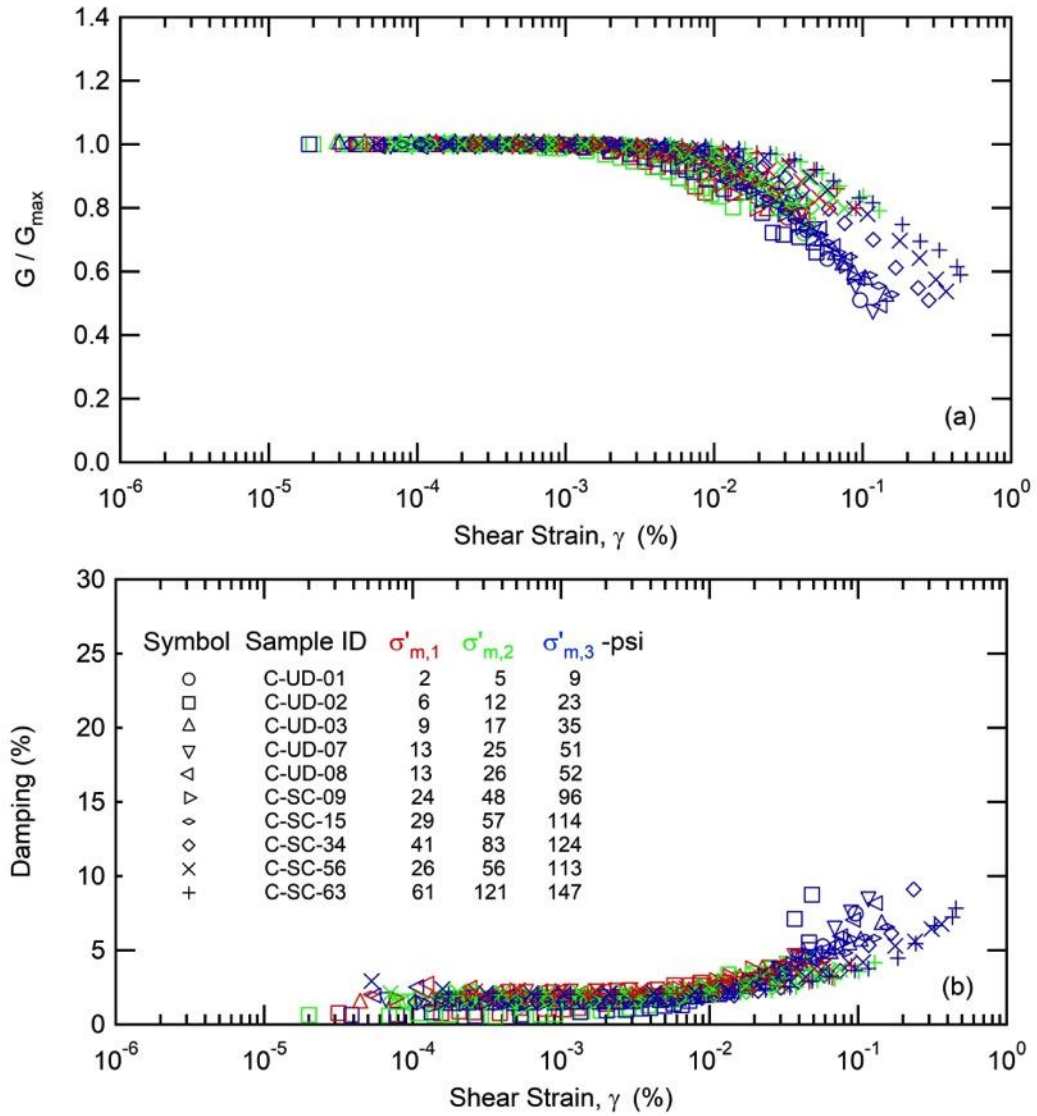 1.4
1.2
1.0
0.8
0.6
0.4
0.2
0.0
G / Gmax
(a)
10-6 10-5 10-4 10-3 10-2 10-1 100
Shear Strain, γ (%)
30
25
20
15
10
5
0
Damping (%)
Symbol Sample ID σ'm,1 σ'm,2 σ'm,3 -psi
C-UD-01 2 5 9
C-UD-02 6 12 23
C-UD-03 9 17 35
C-UD-07 13 25 51
C-UD-08 13 26 52
C-SC-09 24 48 96
C-SC-15 29 57 114
C-SC-34 41 83 124
C-SC-56 26 56 113
C-SC-63 61 121 147
(b)
10-6 10-5 10-4 10-3 10-2 10-1 100
Shear Strain, γ (%)